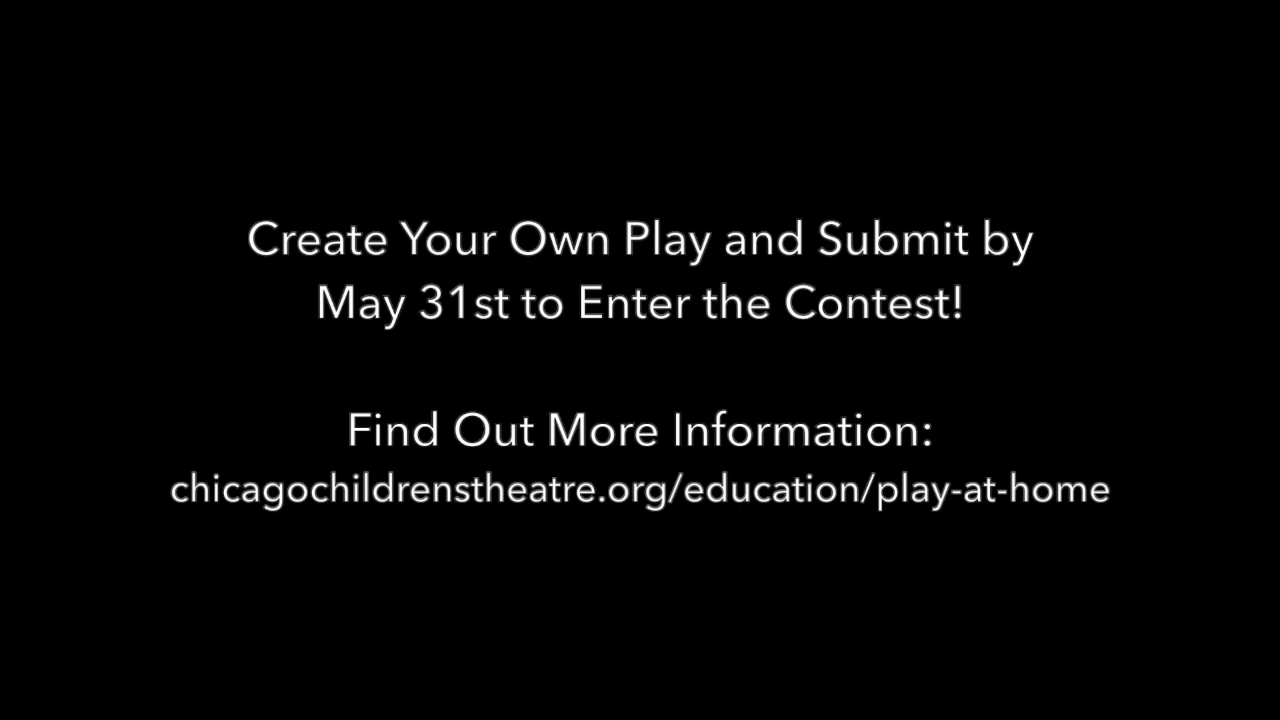 Create Your Own Play and Submit by
May 31st to Enter the Contest!
Find Out More Information:
chicagochildrenstheatre.org/education/play-at-home